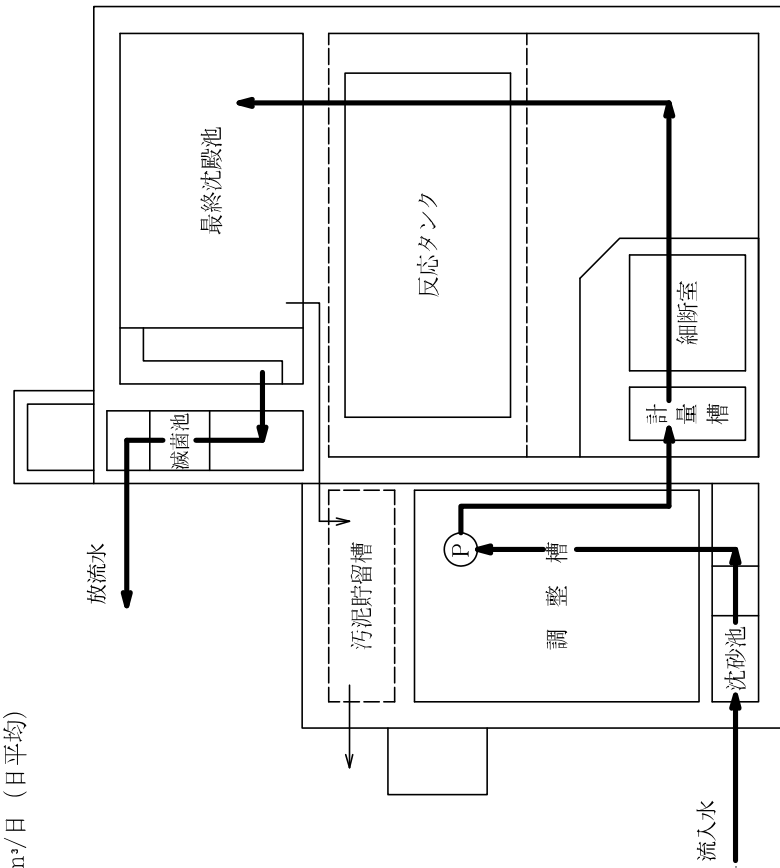 m³/日 (日平均)
流入水
沈砂池
調整槽
P
計量槽
細断室
反応タンク
最終沈殿池
滅菌池
放流水
汚泥貯留槽